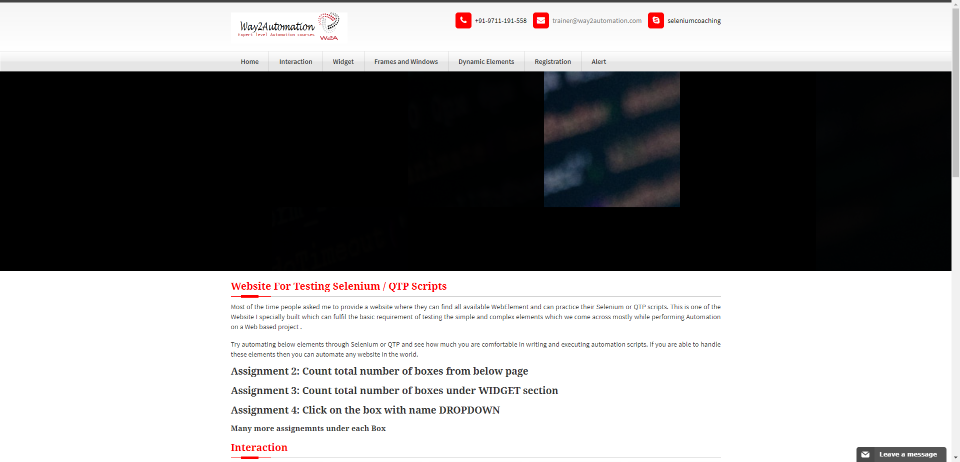 Way2Automation
Expert level Automation courses
W2A
+91-9711-191-558
trainer@way2automation.com
seleniumcoaching
Home
Interaction
Widget
Frames and Windows
Dynamic Elements
Registration
Alert
Website For Testing Selenium / QTP Scripts
Most of the time people asked me to provide a website where they can find all available WebElement and can practice their Selenium or QTP scripts. This is one of the
Website I specially built which can fulfil the basic requirement of testing the simple and complex elements which we come across mostly while performing Automation
on a Web based project .
Try automating below elements through Selenium or QTP and see how much you are comfortable in writing and executing automation scripts. If you are able to handle
these elements then you can automate any website in the world.
Assignment 2: Count total number of boxes from below page
Assignment 3: Count total number of boxes under WIDGET section
Assignment 4: Click on the box with name DROPDOWN
Many more assignemnts under each Box
Interaction
Leave a message